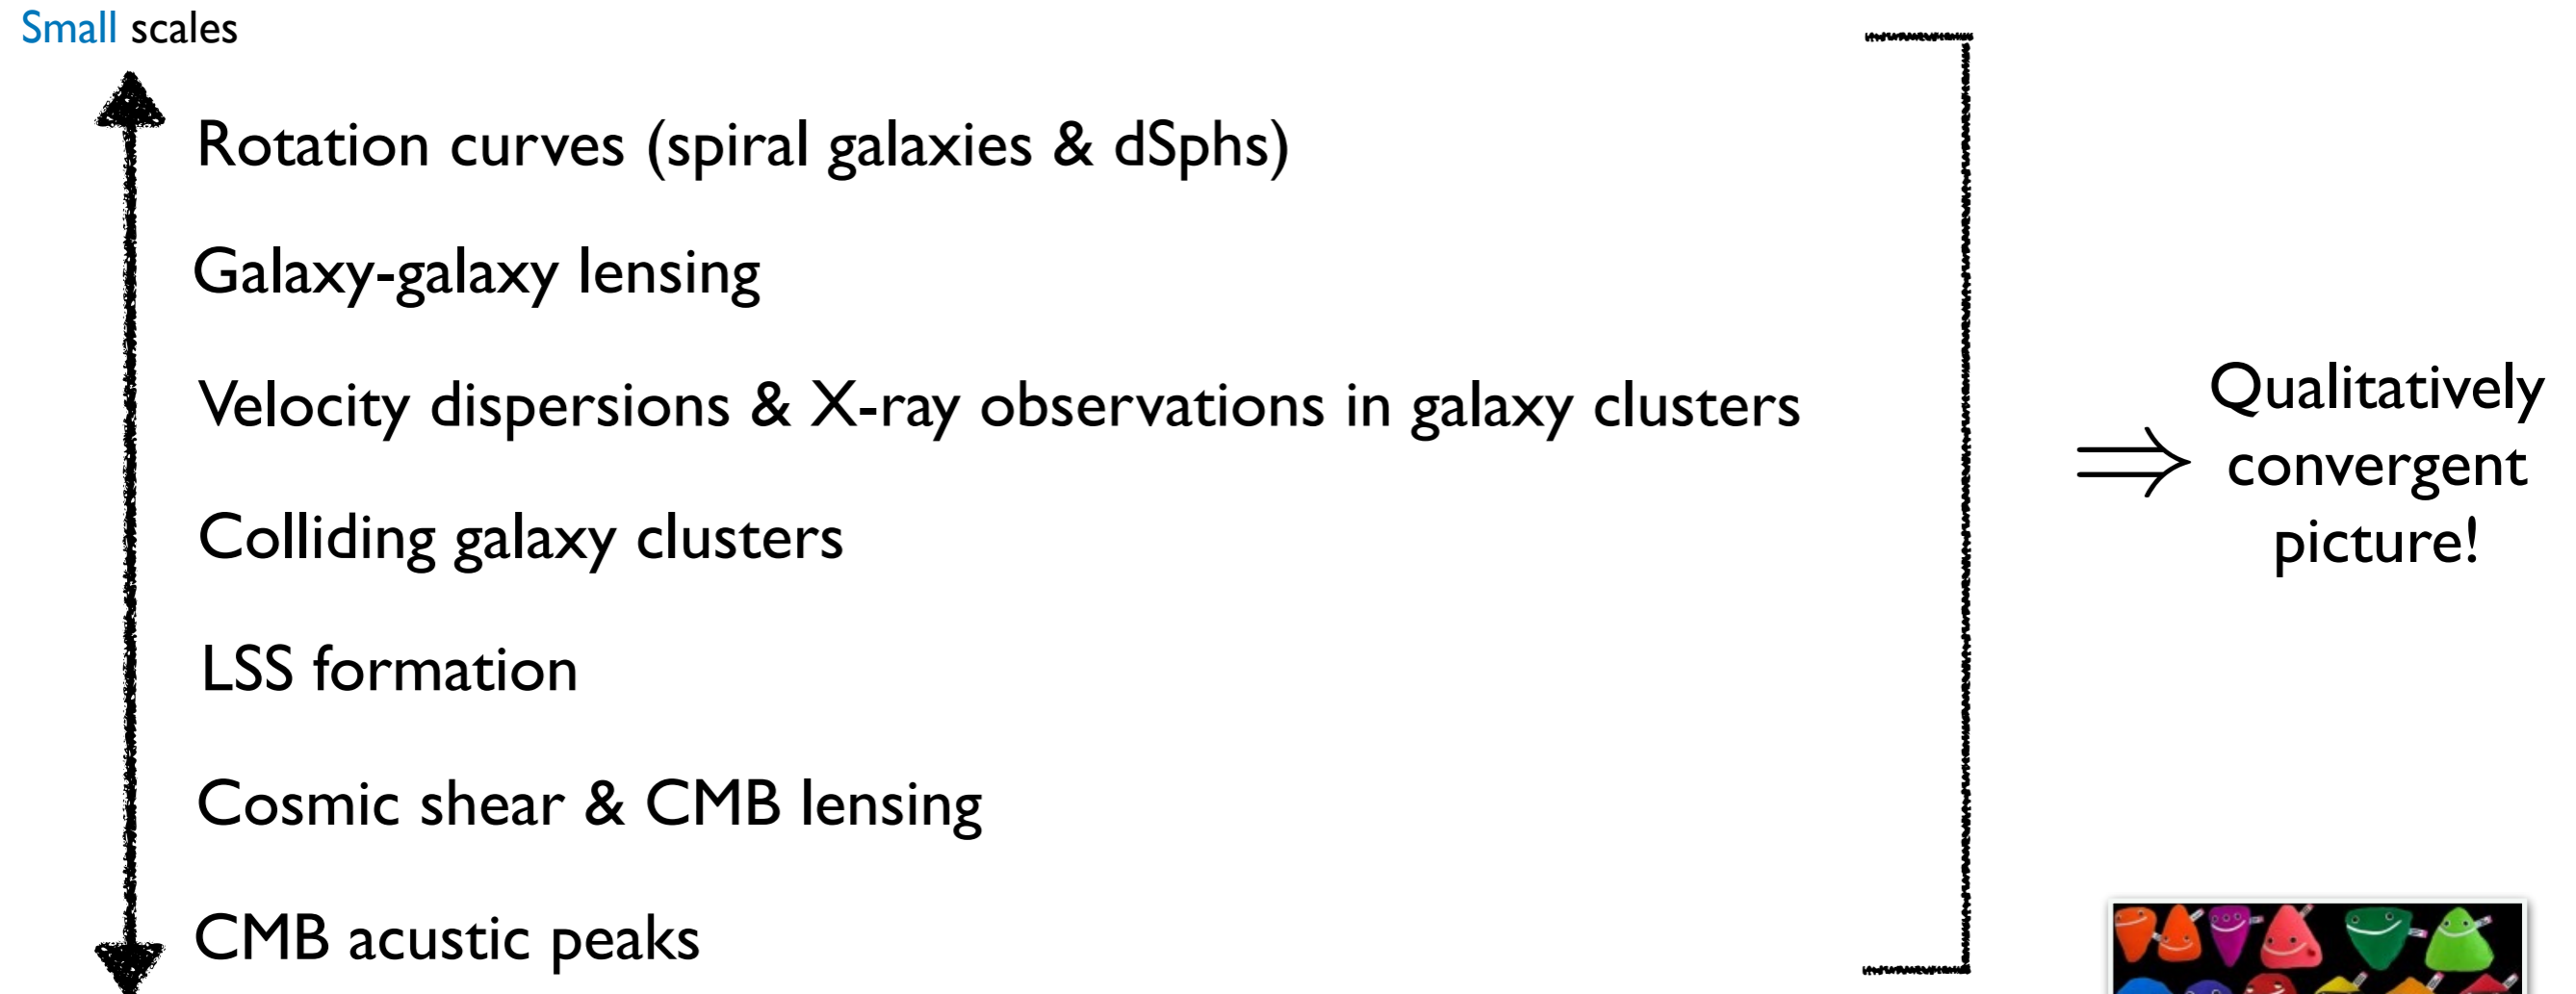 Small scales
Rotation curves (spiral galaxies & dSphs)
Galaxy-galaxy lensing
Velocity dispersions & X-ray observations in galaxy clusters
Colliding galaxy clusters
LSS formation
Cosmic shear & CMB lensing
CMB acustic peaks
⇒
Qualitatively
convergent
picture!